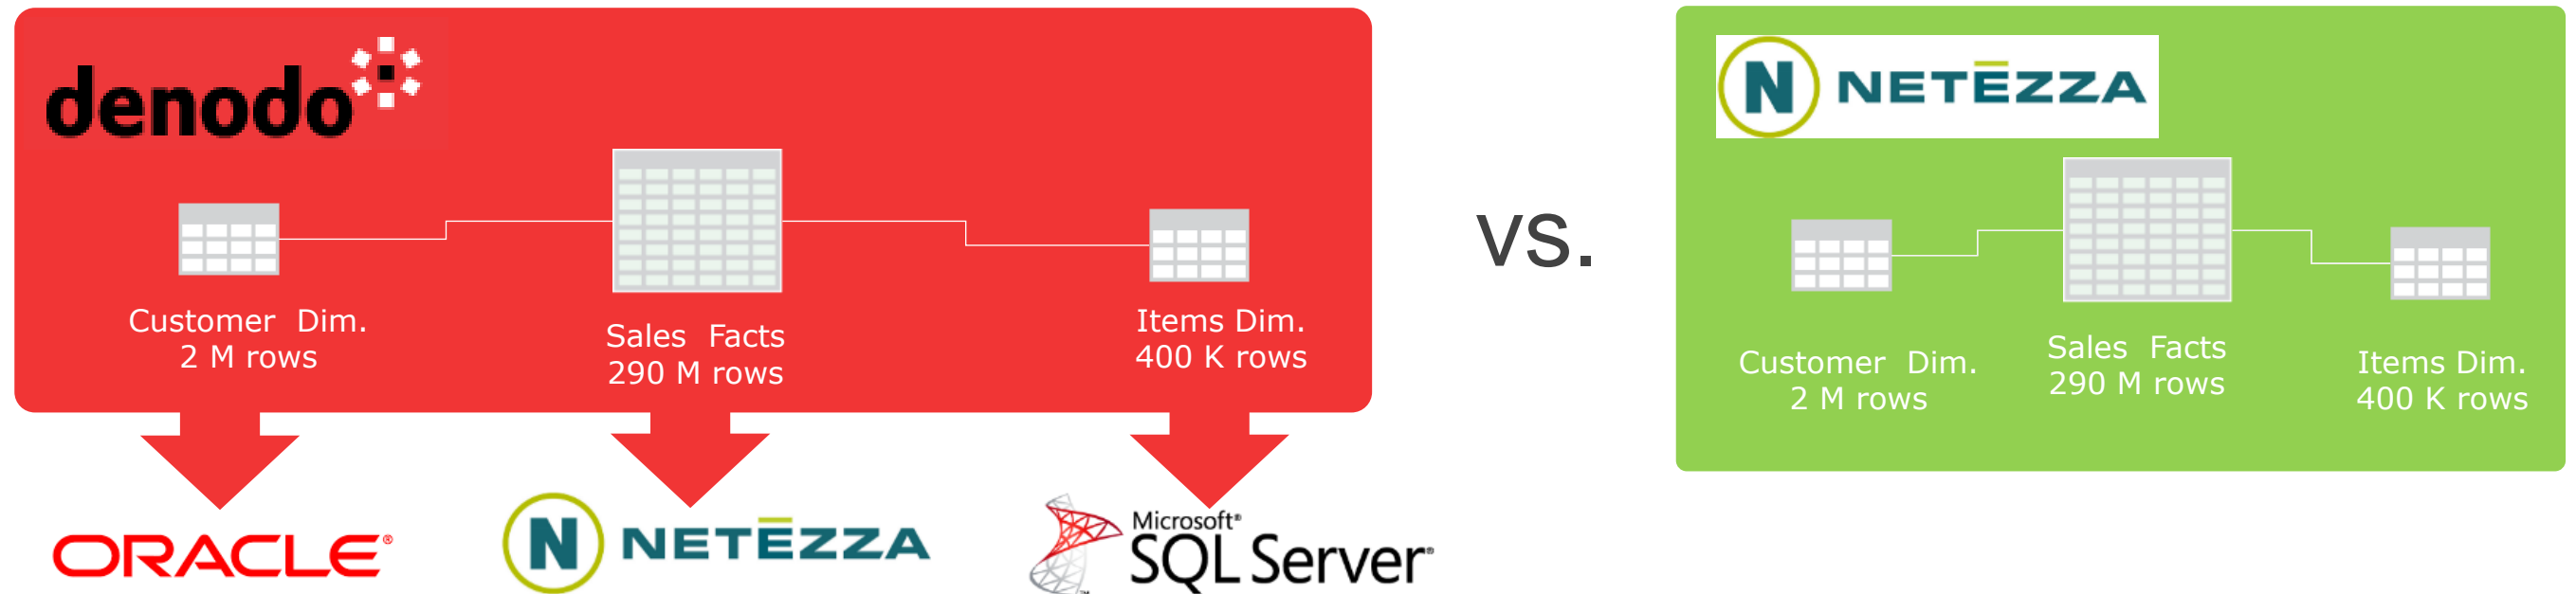 denodo
Customer Dim.
2 M rows
Sales Facts
290 M rows
Items Dim.
400 K rows
ORACLE®
N NETĒZZA
Microsoft®
SQL Server®
™
vs.
N NETĒZZA
Customer Dim.
2 M rows
Sales Facts
290 M rows
Items Dim.
400 K rows